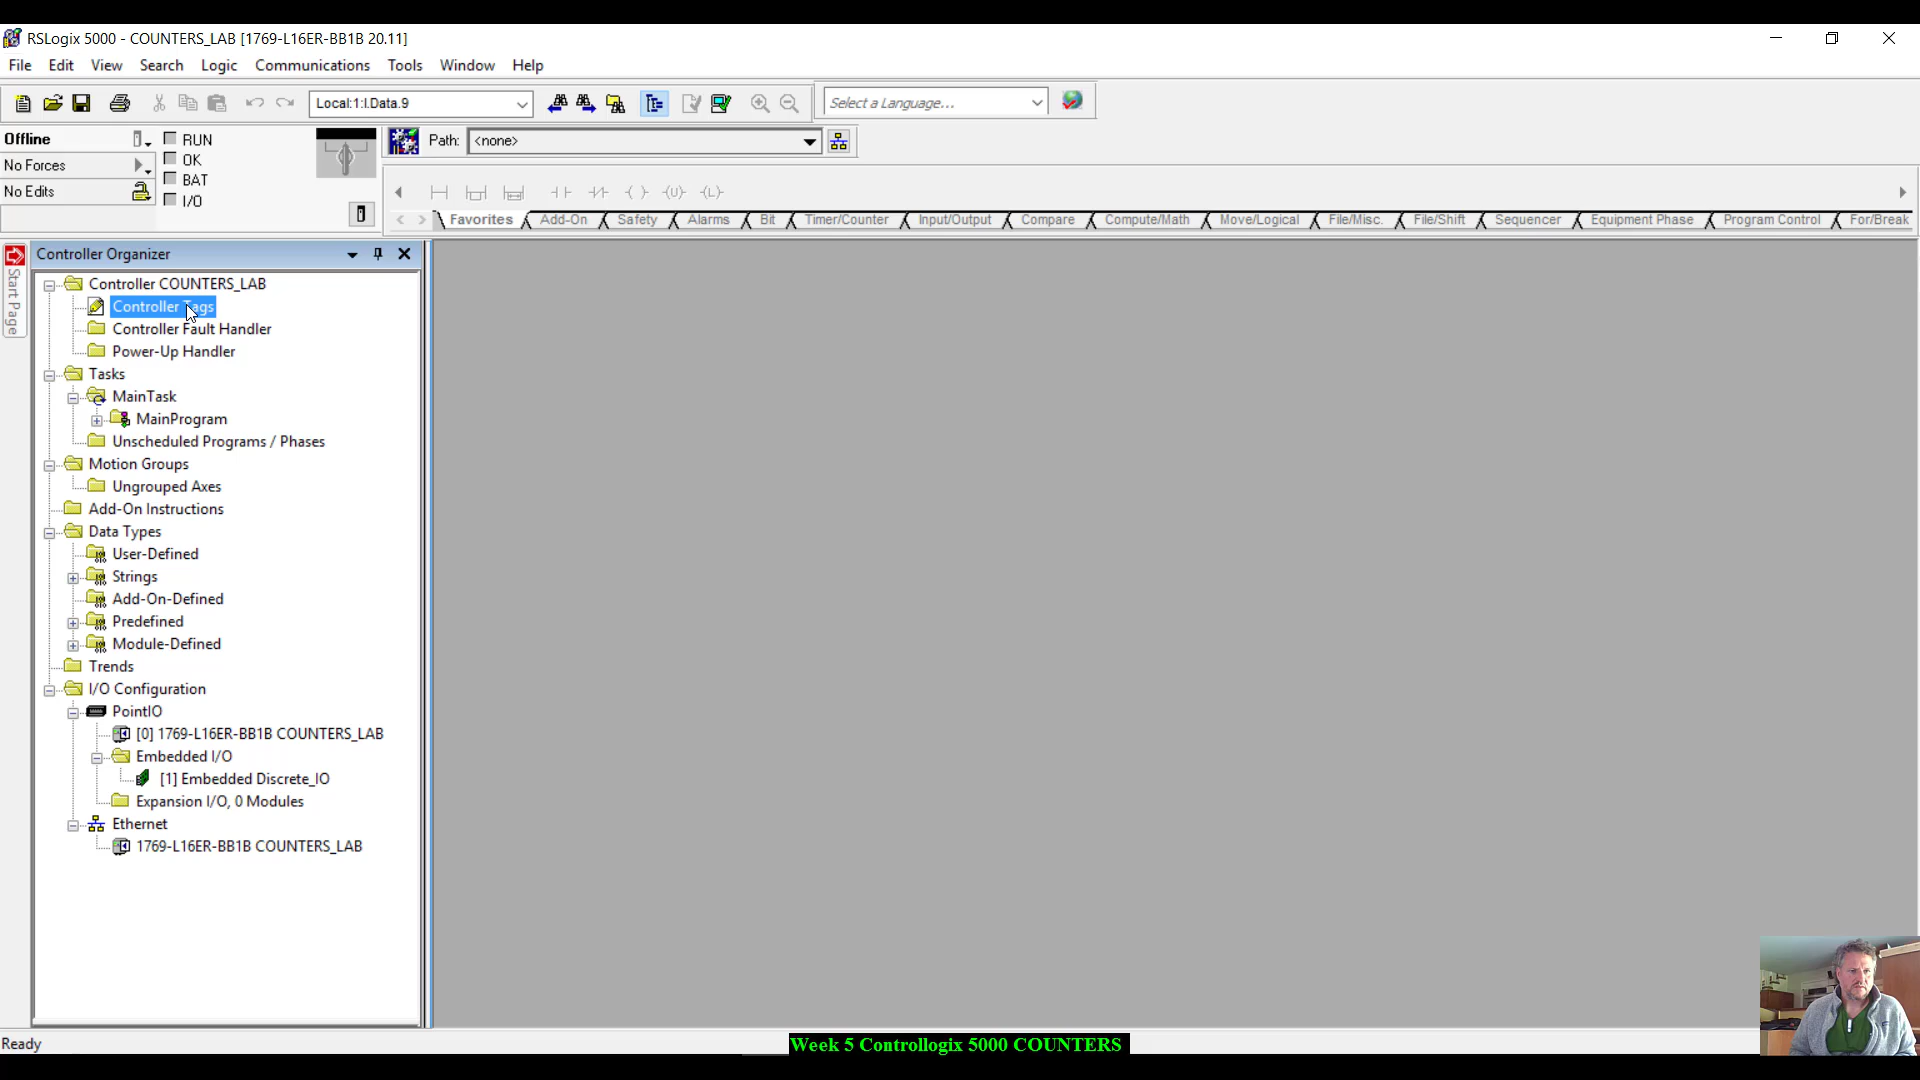 RSLogix 5000 - COUNTERS_LAB [1769-L16ER-BB1B 20.11]
File Edit View Search Logic Communications Tools Window Help
Local:1:I.Data.9
Select a Language...
Offline
RUN
No Forces
OK
No Edits
BAT
I/O
Path: <none>
Favorites Add-On Safety Alarms Bit Timer/Counter Input/Output Compare Compute/Math Move/Logical File/Misc. File/Shift Sequencer Equipment Phase Program Control For/Break
Start Page
Controller Organizer
Controller COUNTERS_LAB
Controller Tags
Controller Fault Handler
Power-Up Handler
Tasks
MainTask
MainProgram
Unscheduled Programs / Phases
Motion Groups
Ungrouped Axes
Add-On Instructions
Data Types
User-Defined
Strings
Add-On-Defined
Predefined
Module-Defined
Trends
I/O Configuration
PointIO
[0] 1769-L16ER-BB1B COUNTERS_LAB
Embedded I/O
[1] Embedded Discrete_IO
Expansion I/O, 0 Modules
Ethernet
1769-L16ER-BB1B COUNTERS_LAB
Ready
Week 5 Controllogix 5000 COUNTERS